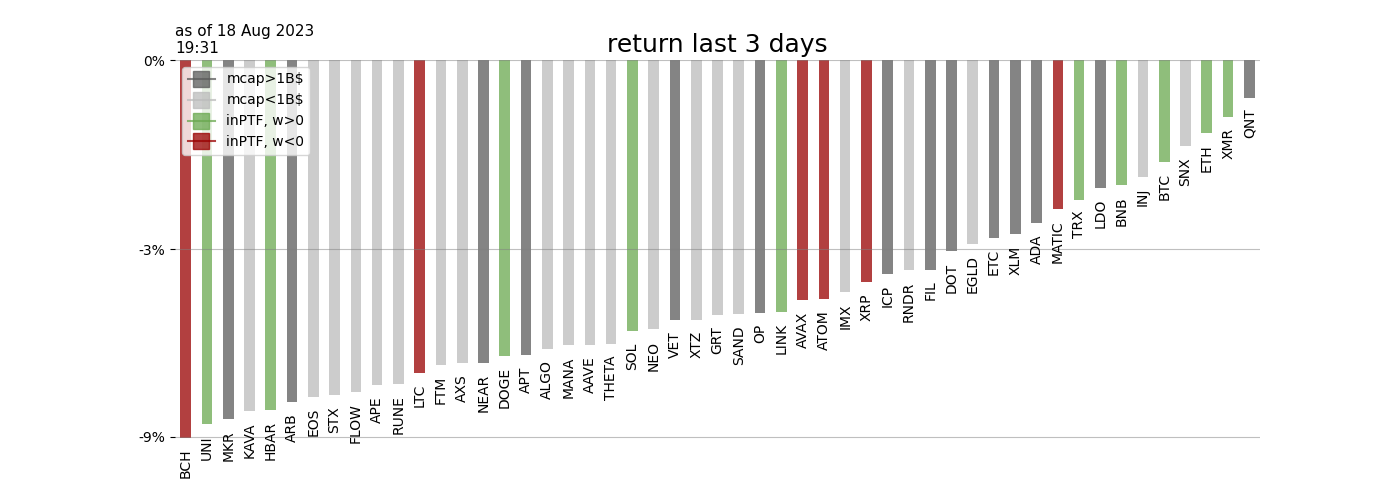 as of 18 Aug 2023
19:31
return last 3 days
0%
mcap>1B$
mcap<1B$
inPTF, w>0
inPTF, w<0
-3%
-9%
BCH
UNI
MKR
KAVA
HBAR
ARB
EOS
STX
FLOW
APE
RUNE
LTC
FTM
AXS
NEAR
DOGE
APT
ALGO
MANA
AAVE
THETA
SOL
NEO
VET
XTZ
GRT
SAND
OP
LINK
AVAX
ATOM
IMX
XRP
ICP
RNDR
FIL
DOT
EGLD
ETC
XLM
ADA
MATIC
TRX
LDO
BNB
INJ
BTC
SNX
ETH
XMR
QNT